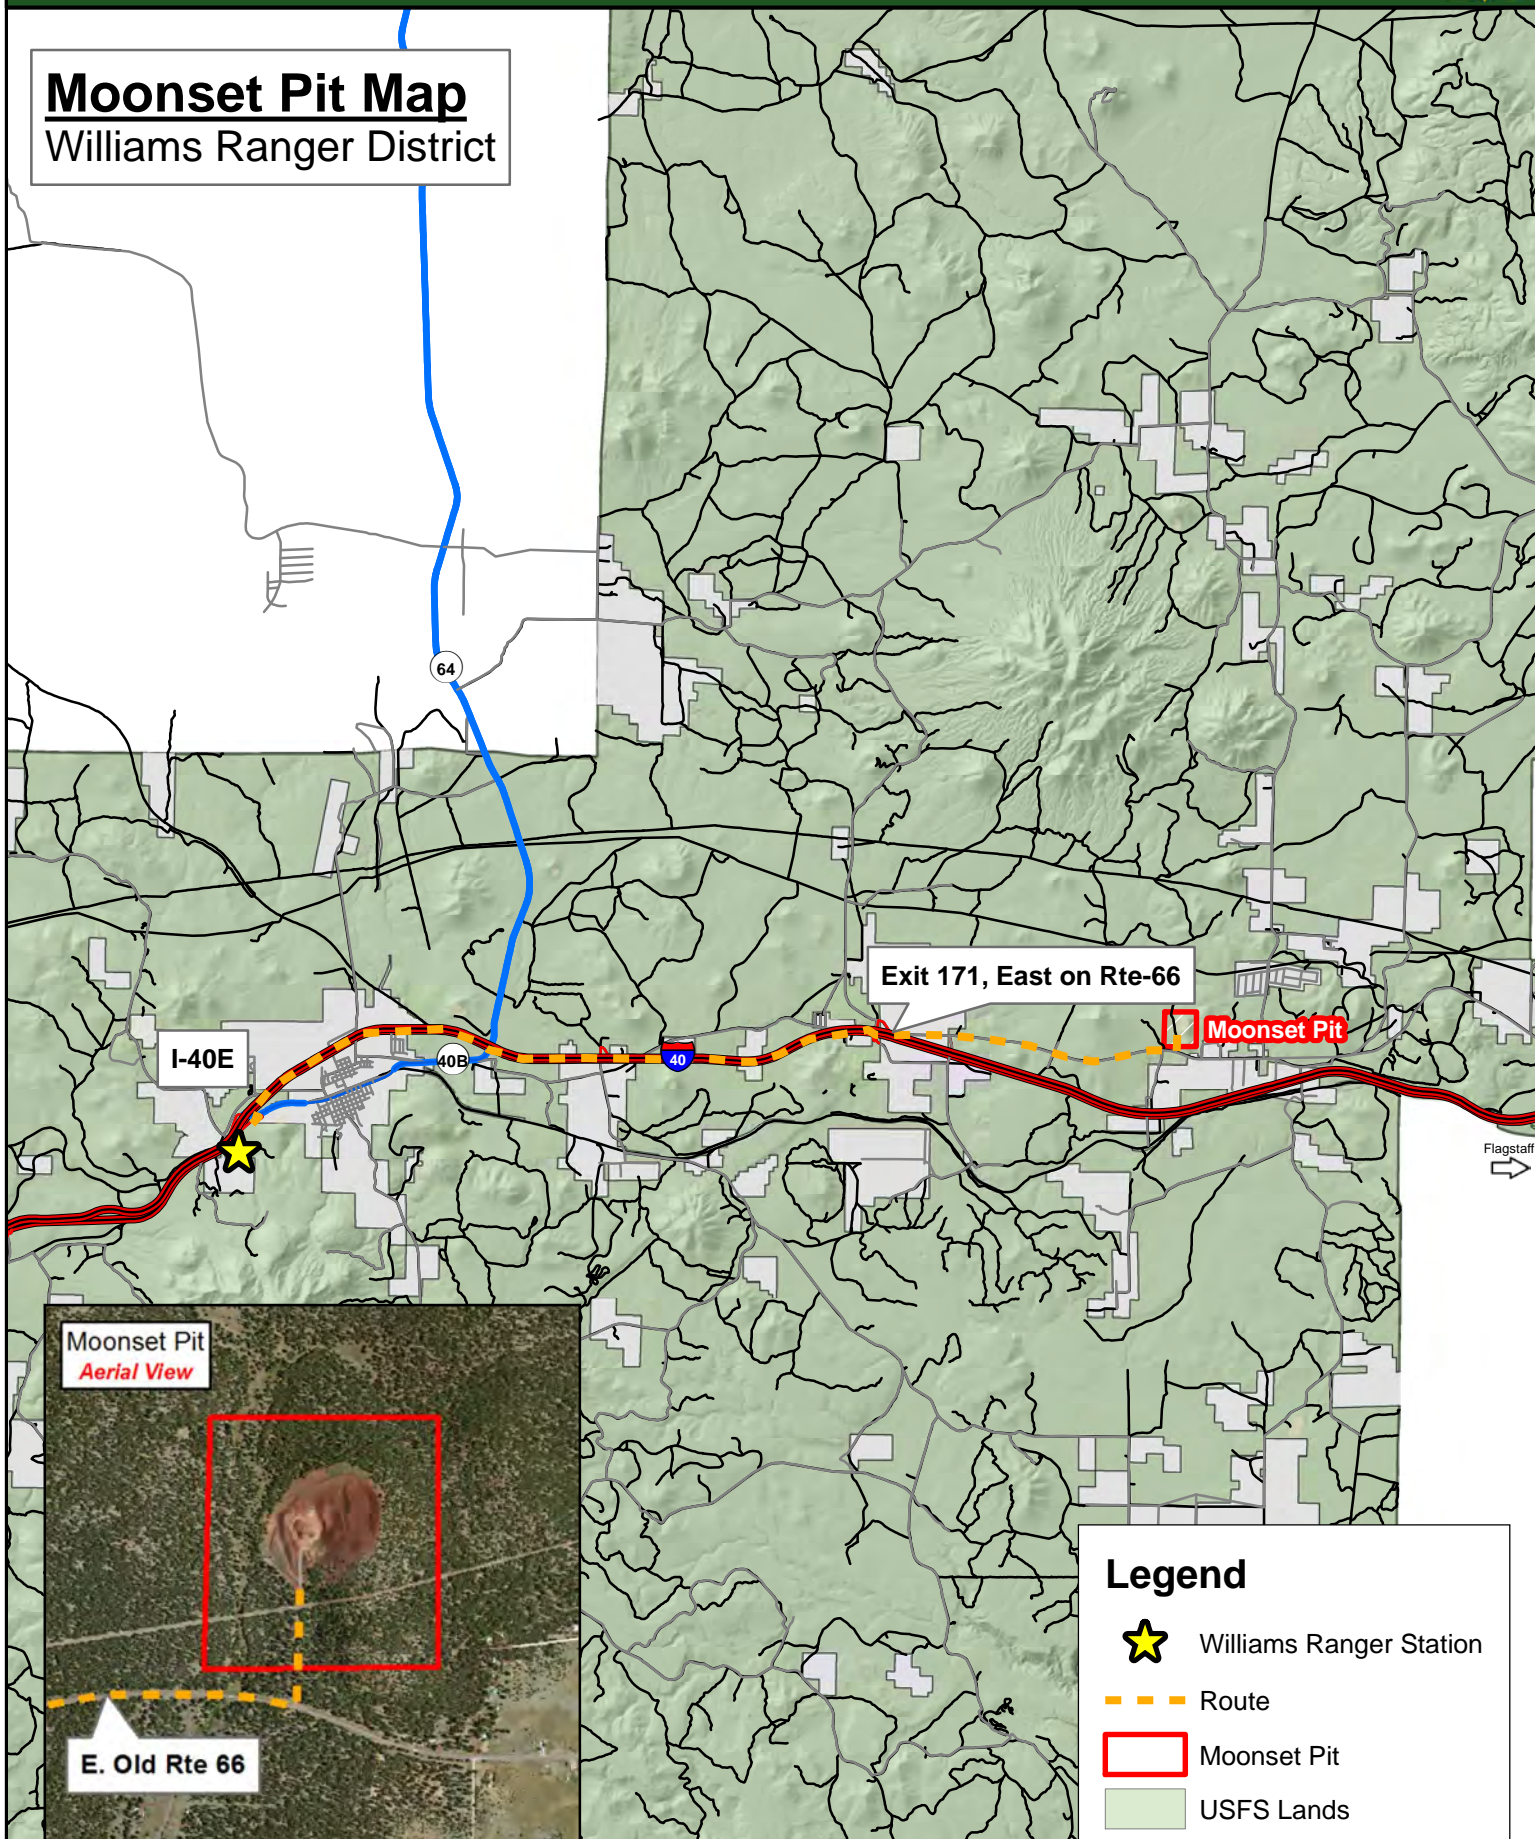 Moonset Pit Map
Williams Ranger District
64
Exit 171, East on Rte-66
Moonset Pit
I-40E
40B
40
Flagstaff
Moonset Pit
Aerial View
E. Old Rte 66
Legend
Williams Ranger Station
Route
Moonset Pit
USFS Lands